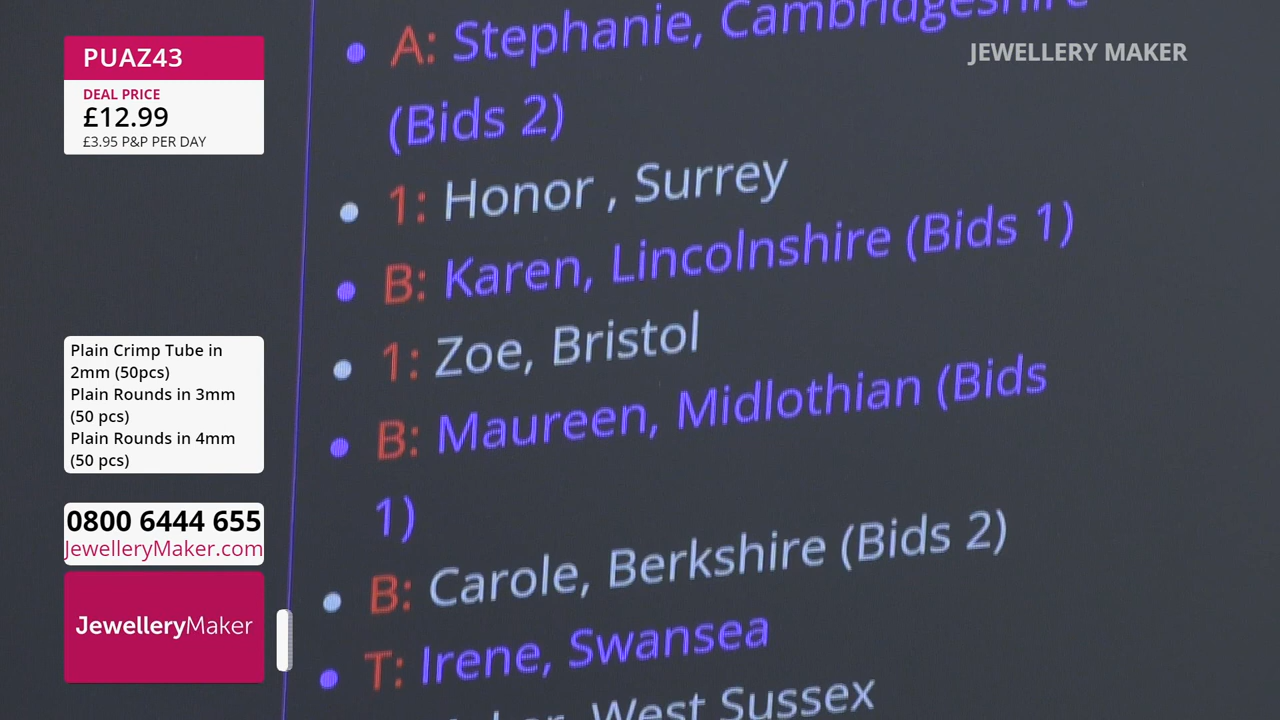 PUAZ43
DEAL PRICE
£12.99
£3.95 P&P PER DAY
JEWELLERY MAKER
A: Stephanie, Cambridgeshire
(Bids 2)
1: Honor , Surrey
B: Karen, Lincolnshire (Bids 1)
1: Zoe, Bristol
B: Maureen, Midlothian (Bids
1)
B: Carole, Berkshire (Bids 2)
T: Irene, Swansea
West Sussex
Plain Crimp Tube in
2mm (50pcs)
Plain Rounds in 3mm
(50 pcs)
Plain Rounds in 4mm
(50 pcs)
0800 6444 655
JewelleryMaker.com
JewelleryMaker